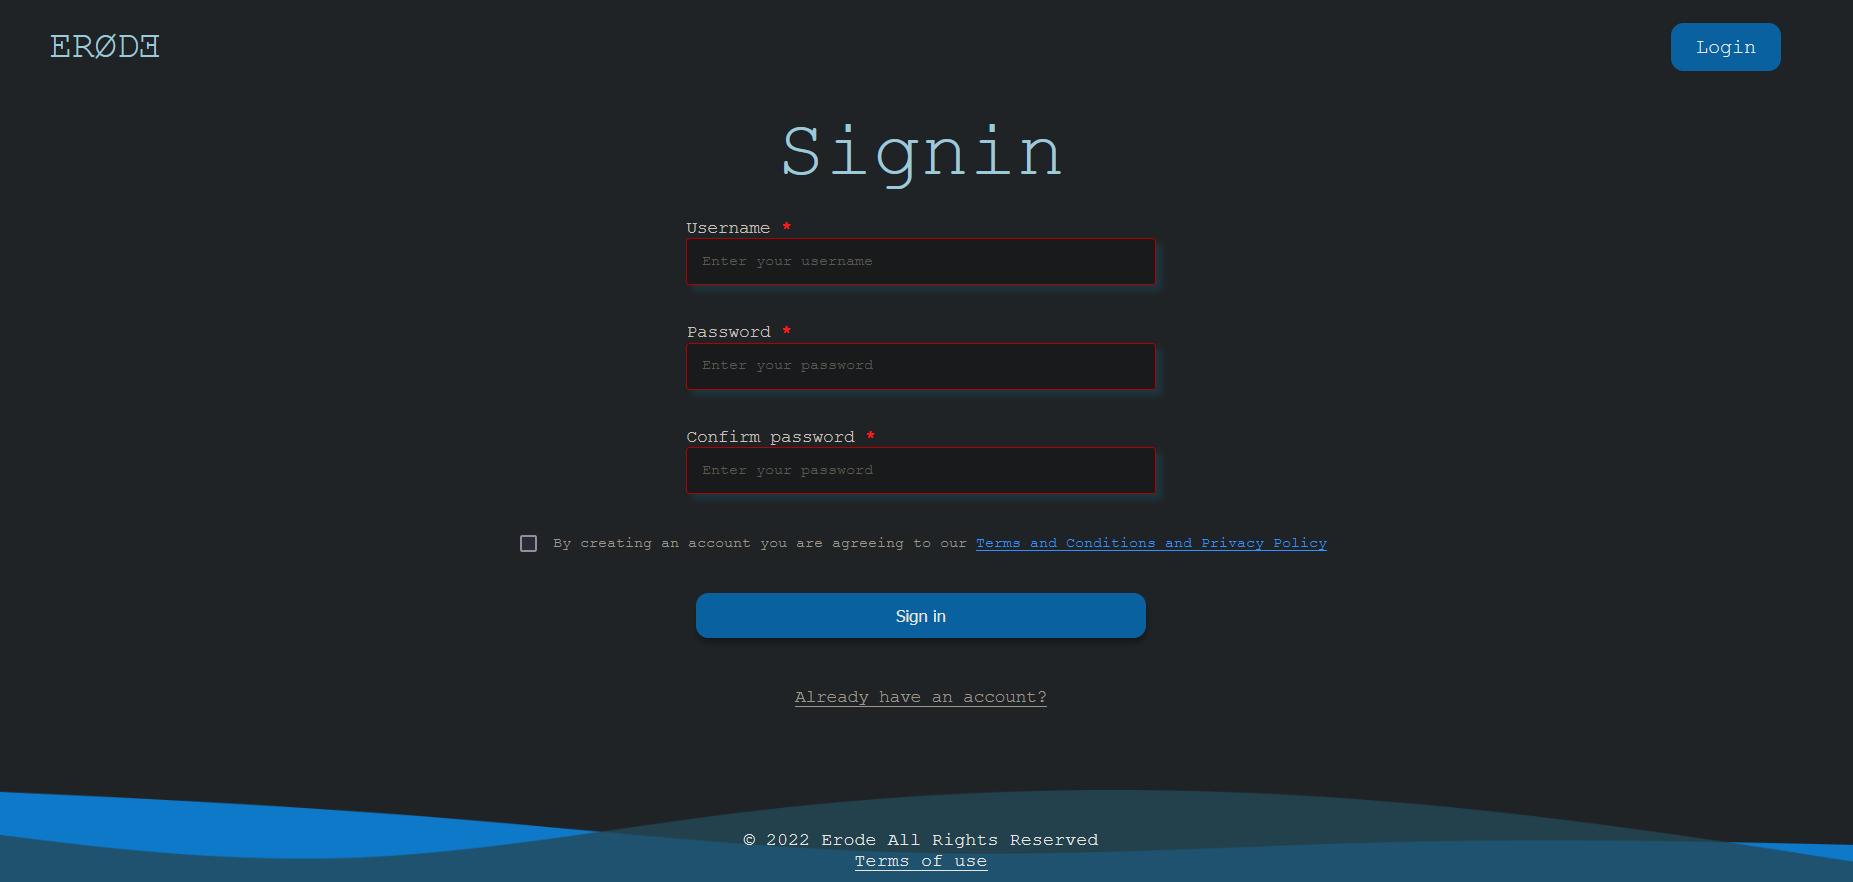 ERØDƎ
Login
Signin
Username *
Enter your username
Password *
Enter your password
Confirm password *
Enter your password
By creating an account you are agreeing to our Terms and Conditions and Privacy Policy
Sign in
Already have an account?
© 2022 Erode All Rights Reserved
Terms of use